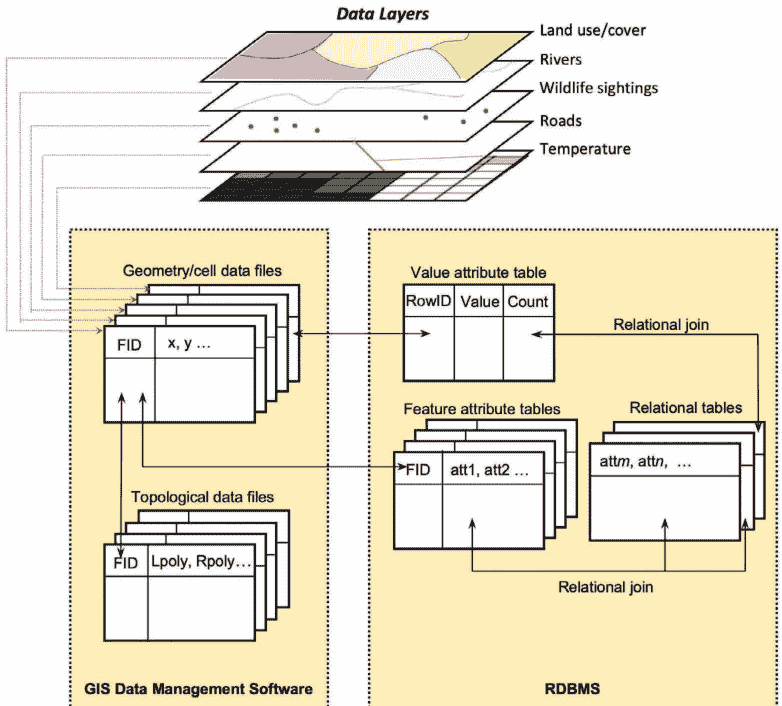 Data Layers
Land use/cover
Rivers
Wildlife sightings
Roads
Temperature
Geometry/cell data files
FID
x, y ...
Topological data files
FID
Lpoly, Rpoly...
GIS Data Management Software
Value attribute table
RowID Value Count
Relational join
Feature attribute tables
FID
att1, att2 ...
Relational tables
attm, attn, ...
Relational join
RDBMS